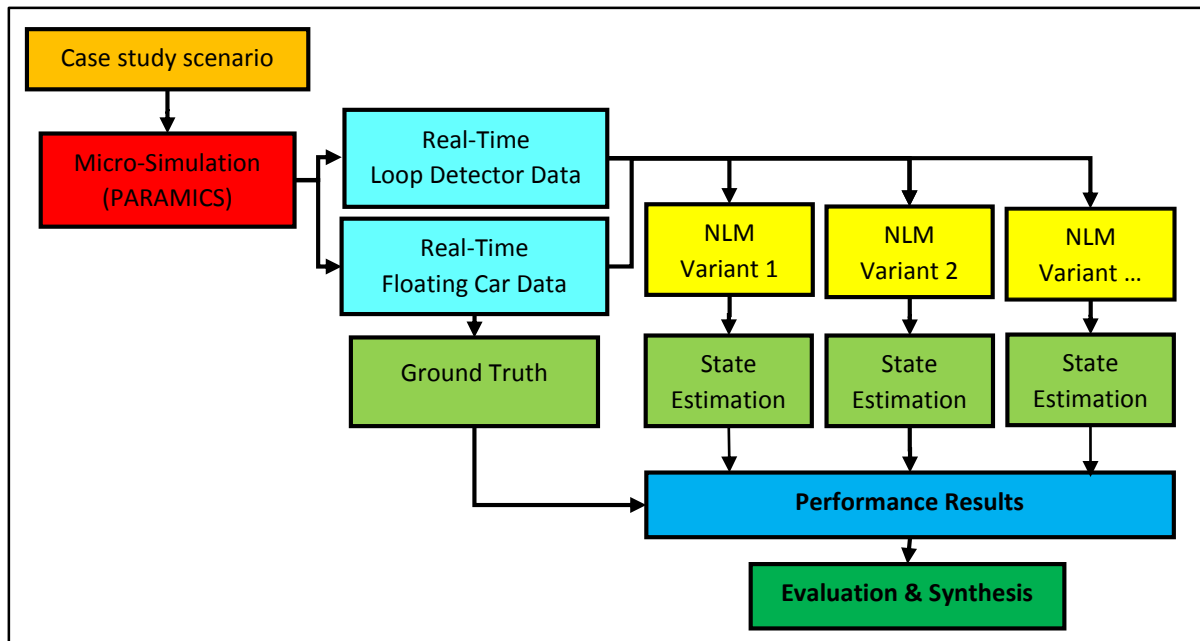 Case study scenario
Micro-Simulation
(PARAMICS)
Real-Time
Loop Detector Data
Real-Time
Floating Car Data
Ground Truth
NLM
Variant 1
NLM
Variant 2
NLM
Variant ...
State
Estimation
State
Estimation
State
Estimation
Performance Results
Evaluation & Synthesis